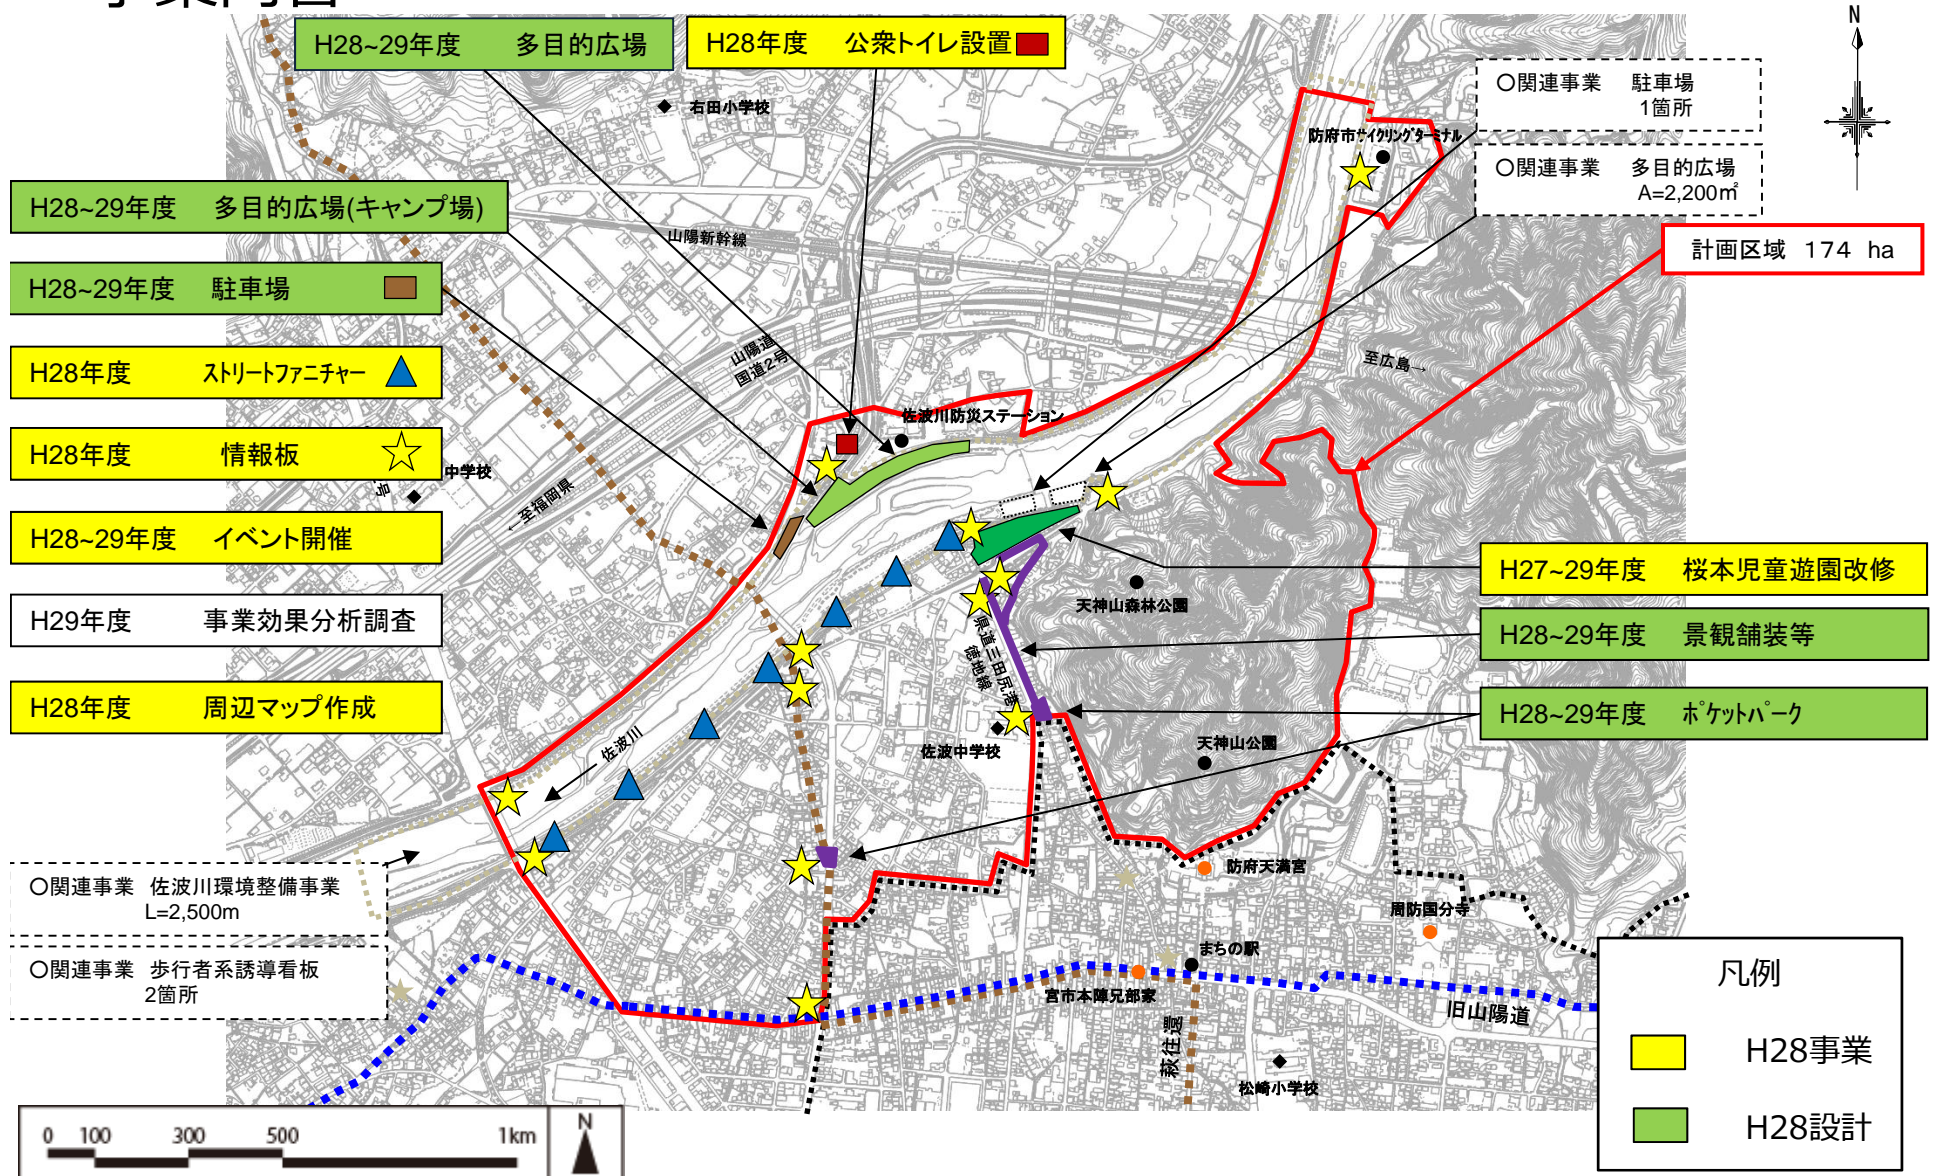 H28~29年度 多目的広場
H28年度 公衆トイレ設置
N
○関連事業 駐車場
1箇所
○関連事業 多目的広場
A=2,200㎡
計画区域 174 ha
右田小学校
防府市サイクリングターミナル
H28~29年度 多目的広場(キャンプ場)
山陽新幹線
H28~29年度 駐車場
山陽道
国道2号
至広島→
H28年度 ストリートファニチャー
佐波川防災ステーション
H28年度 情報板
中学校
号
←至福岡県
H28~29年度 イベント開催
H27~29年度 桜本児童遊園改修
天神山森林公園
H29年度 事業効果分析調査
県道三田尻港
徳地線
H28~29年度 景観舗装等
H28年度 周辺マップ作成
H28~29年度 ポケットパーク
佐波川
佐波中学校
天神山公園
○関連事業 佐波川環境整備事業
L=2,500m
防府天満宮
周防国分寺
○関連事業 歩行者系誘導看板
2箇所
まちの駅
宮市本陣兄部家
旧山陽道
萩往還
松崎小学校
凡例
H28事業
H28設計
0 100 300 500 1km
N